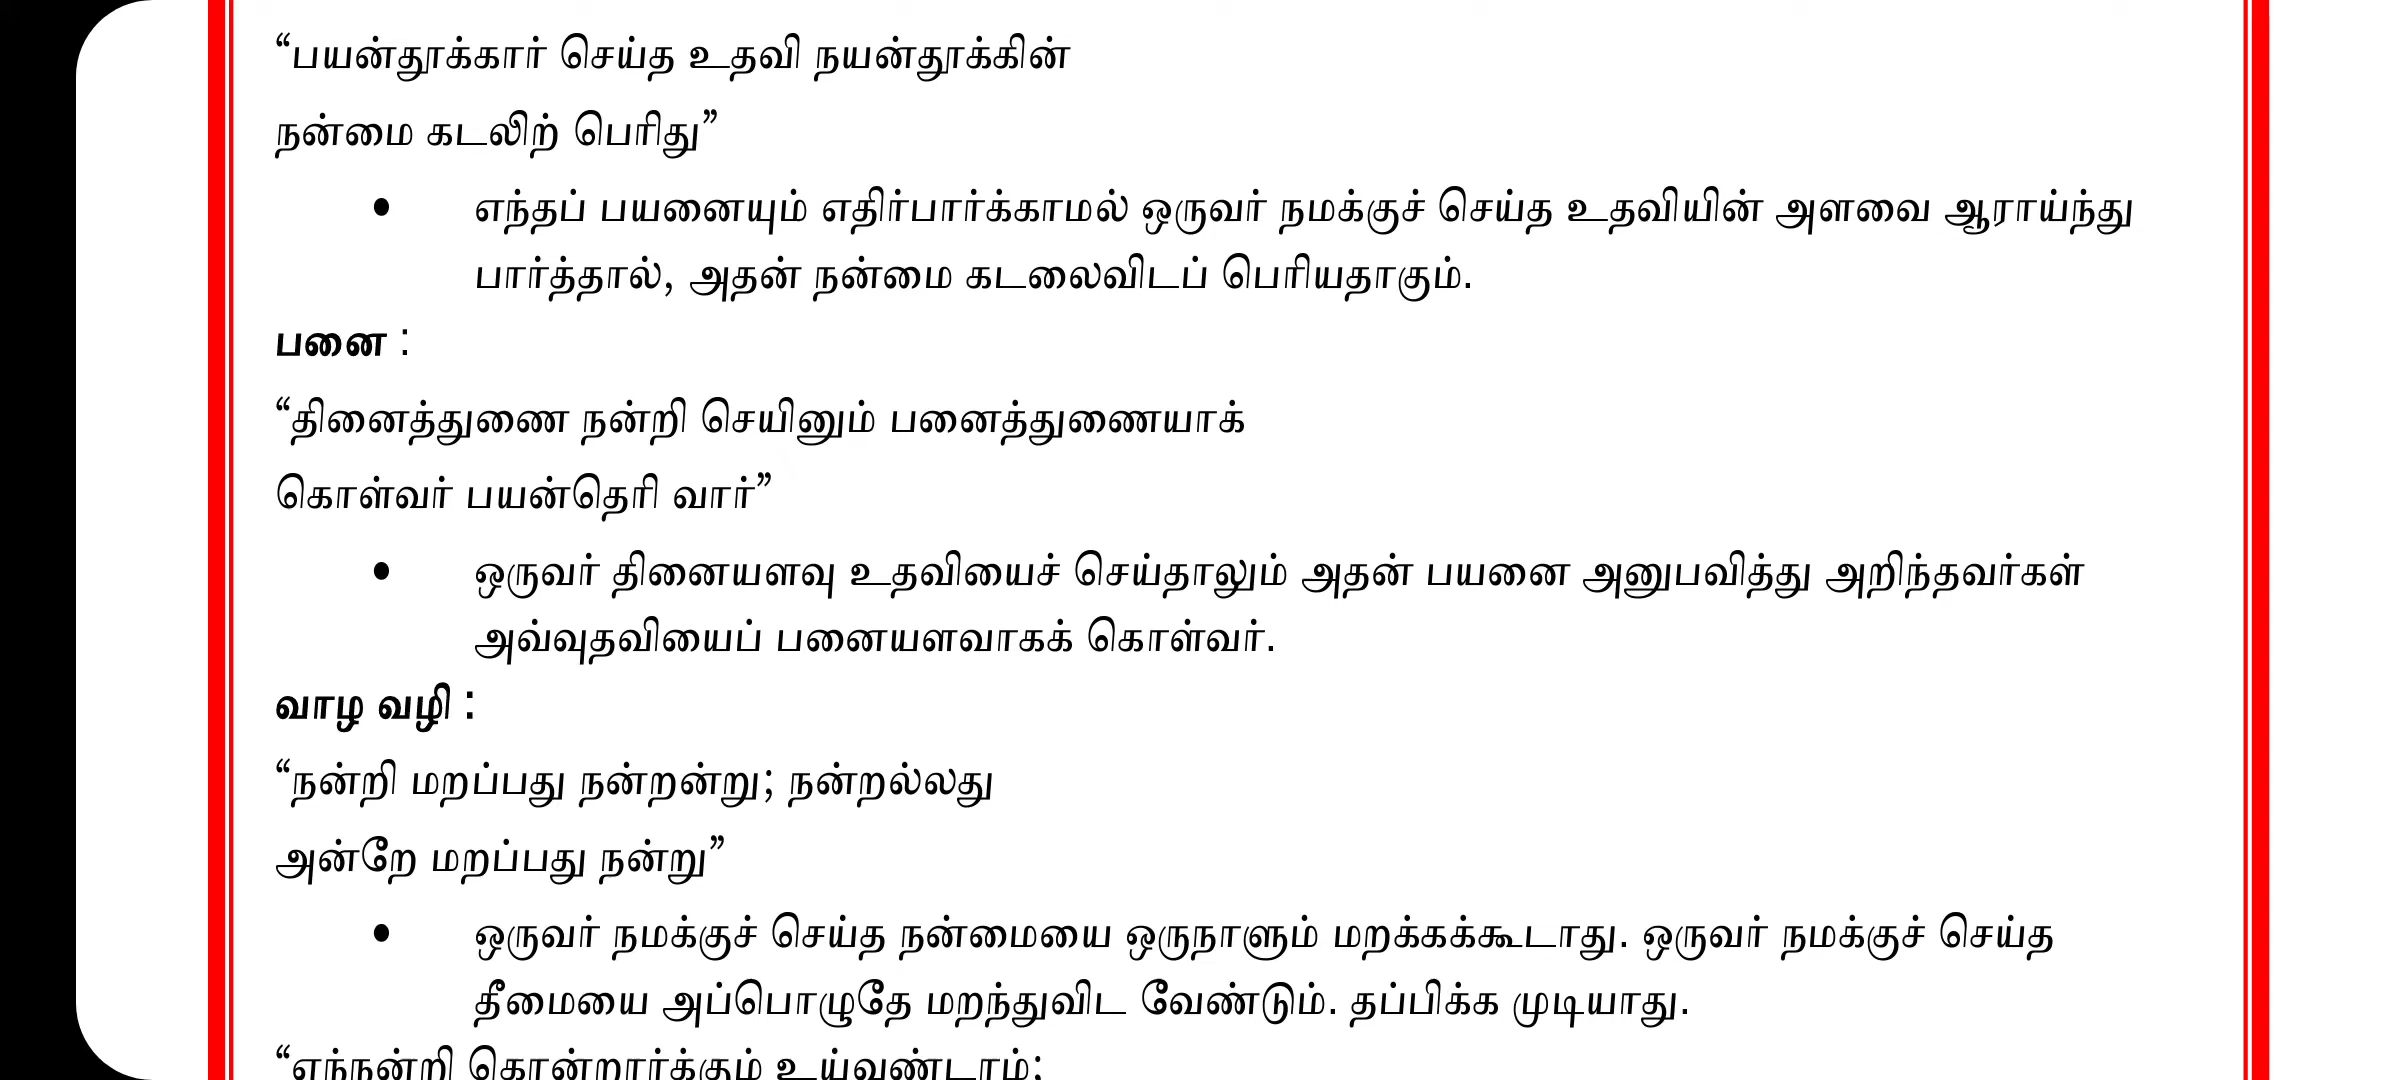 “பயன்தூக்கார் செய்த உதவி நயன்தூக்கின்
நன்மை கடலிற் பெரிது”
• எந்தப் பயனையும் எதிர்பார்க்காமல் ஒருவர் நமக்குச் செய்த உதவியின் அளவை ஆராய்ந்து
பார்த்தால், அதன் நன்மை கடலைவிடப் பெரியதாகும்.
பனை :
“தினைத்துணை நன்றி செயினும் பனைத்துணையாக்
கொள்வர் பயன்தெரி வார்”
• ஒருவர் தினையளவு உதவியைச் செய்தாலும் அதன் பயனை அனுபவித்து அறிந்தவர்கள்
அவ்வுதவியைப் பனையளவாகக் கொள்வர்.
வாழ வழி :
“நன்றி மறப்பது நன்றன்று; நன்றல்லது
அன்றே மறப்பது நன்று”
• ஒருவர் நமக்குச் செய்த நன்மையை ஒருநாளும் மறக்கக்கூடாது. ஒருவர் நமக்குச் செய்த
தீமையை அப்பொழுதே மறந்துவிட வேண்டும். தப்பிக்க முடியாது.
“எந்நன்றி கொன்றார்க்கும் உய்வுண்டாம்;